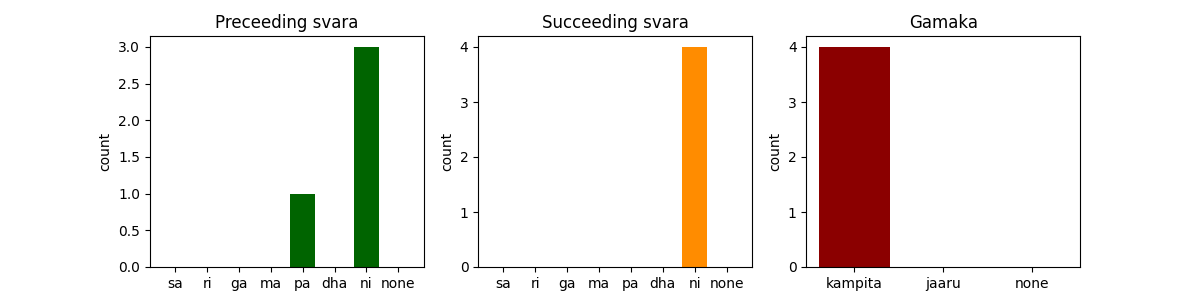 Preceeding svara
count
3.0
2.5
2.0
1.5
1.0
0.5
0.0
sa ri ga ma pa dha ni none
Succeeding svara
count
4
3
2
1
0
sa ri ga ma pa dha ni none
Gamaka
count
4
3
2
1
0
kampita jaaru none